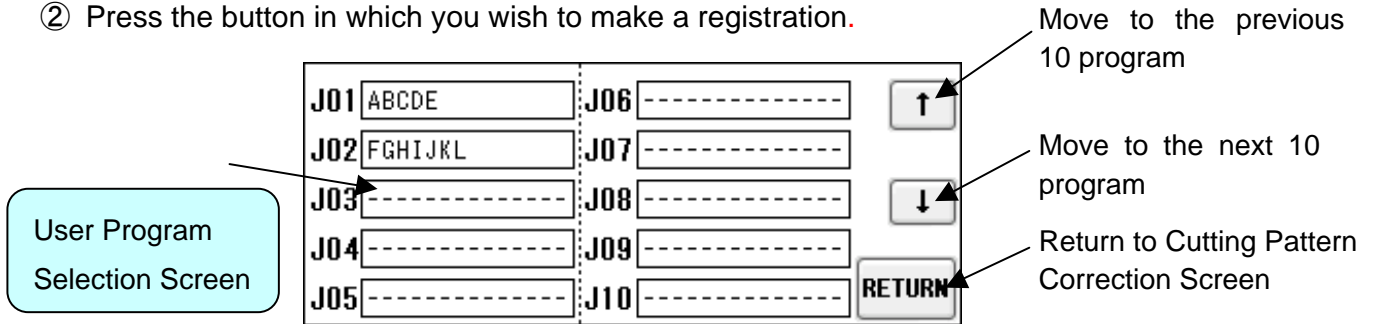 ② Press the button in which you wish to make a registration.
Move to the previous
10 program
J01 ABCDE
J02 FGHIJKL
J03 --------------
J04 --------------
J05 --------------
J06 --------------
J07 --------------
J08 --------------
J09 --------------
J10 --------------
↑
↓
RETURN
Move to the next 10
program
Return to Cutting Pattern
Correction Screen
User Program
Selection Screen